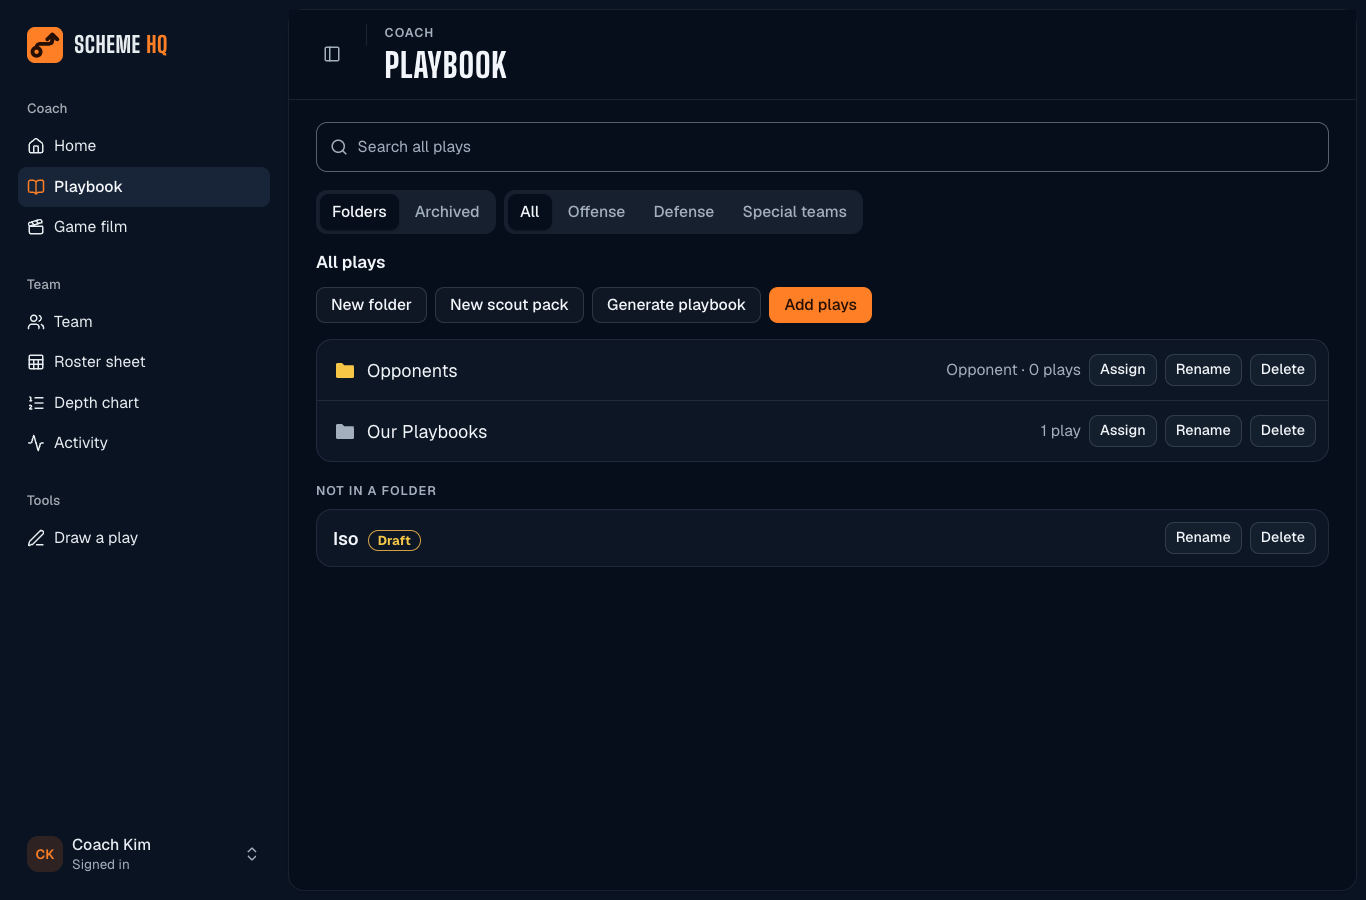 SCHEME HQ
Coach
Home
Playbook
Game film
Team
Team
Roster sheet
Depth chart
Activity
Tools
Draw a play
CK
Coach Kim
Signed in
COACH
PLAYBOOK
Search all plays
Folders Archived All Offense Defense Special teams
All plays
New folder New scout pack Generate playbook Add plays
Opponents Opponent · 0 plays Assign Rename Delete
Our Playbooks 1 play Assign Rename Delete
NOT IN A FOLDER
Iso Draft Rename Delete